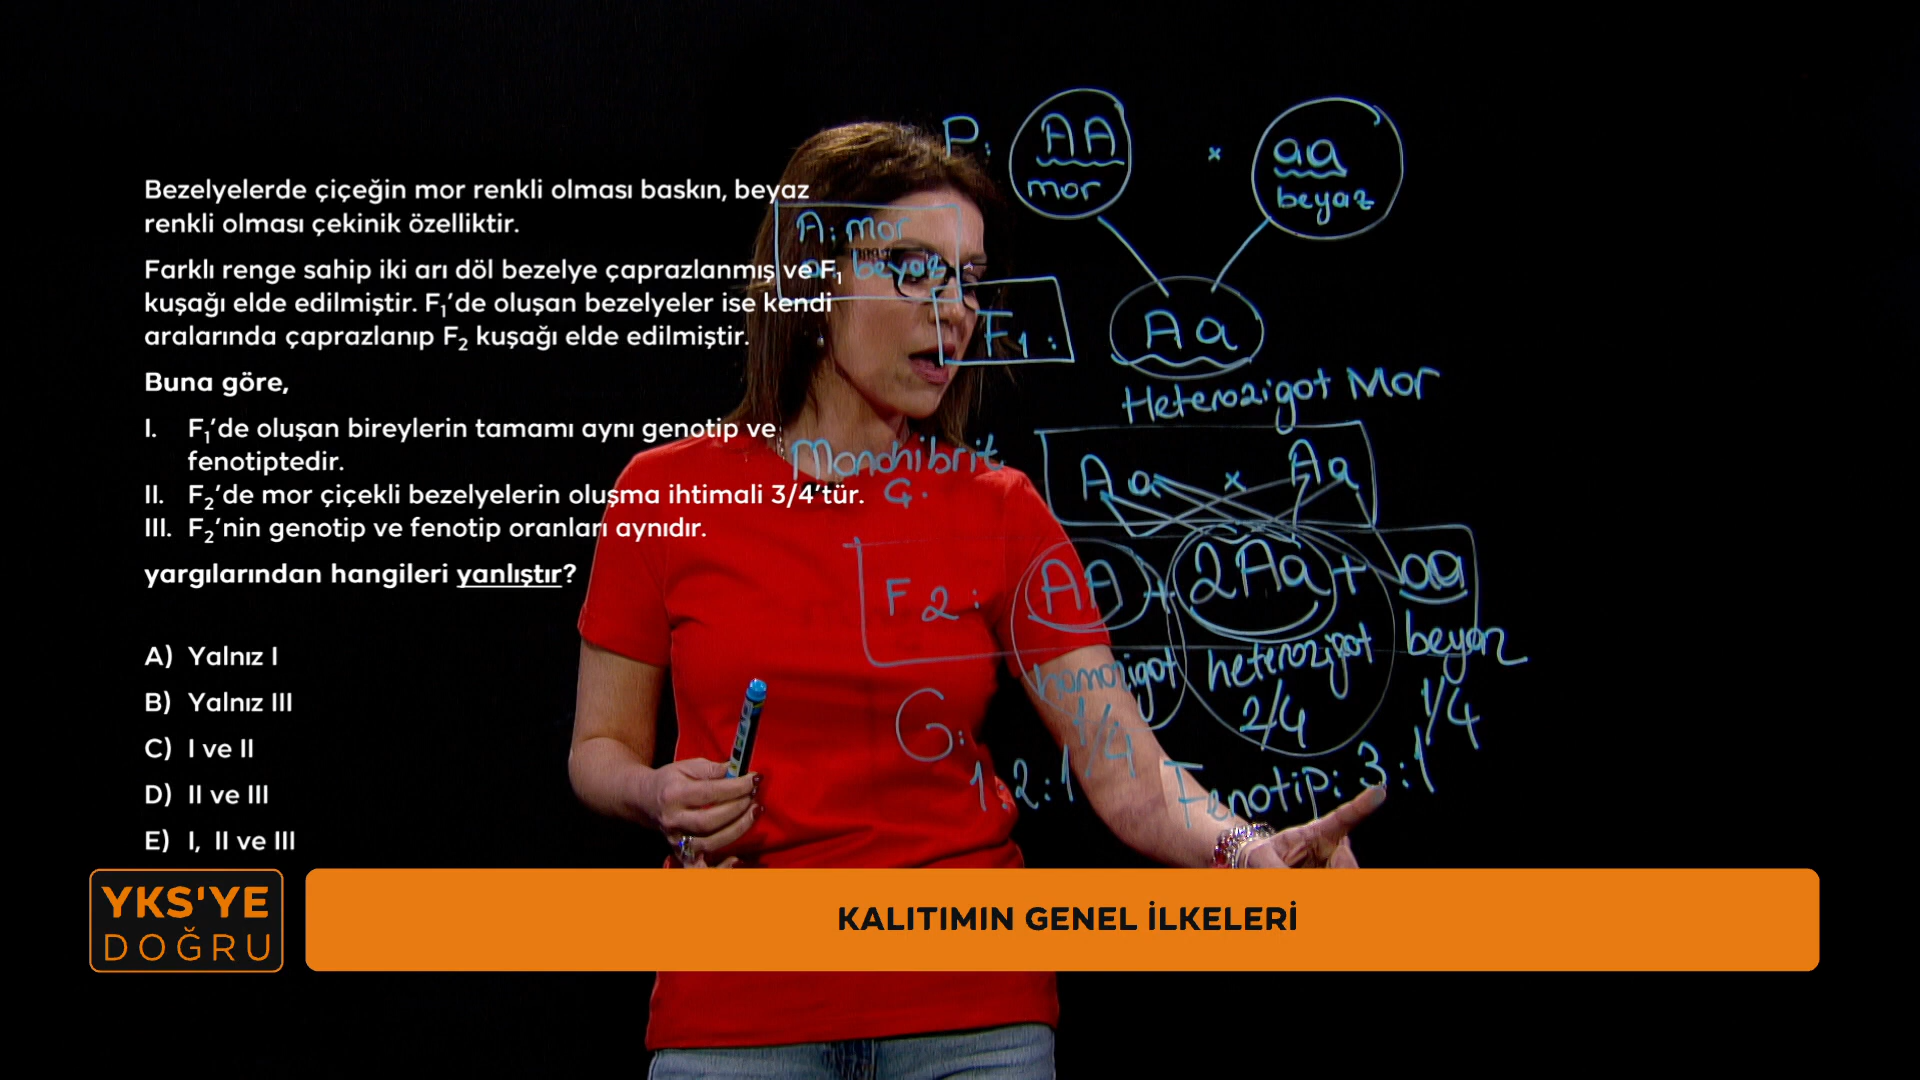 Bezelyelerde çiçeğin mor renkli olması baskın, beyaz
renkli olması çekinik özelliktir.
Farklı renge sahip iki arı döl bezelye çaprazlanmış ve F₁
kuşağı elde edilmiştir. F₁'de oluşan bezelyeler ise kendi
aralarında çaprazlanıp F₂ kuşağı elde edilmiştir.
Buna göre,
I. F₁'de oluşan bireylerin tamamı aynı genotip ve
fenotiptedir.
II. F₂'de mor çiçekli bezelyelerin oluşma ihtimali 3/4'tür.
III. F₂'nin genotip ve fenotip oranları aynıdır.
yargılarından hangileri yanlıştır?
A) Yalnız I
B) Yalnız III
C) I ve II
D) II ve III
E) I, II ve III
P: AA x aa
mor beyaz
A: mor
a: beyaz
F₁: Aa
Heterozigot Mor
Monohibrit
Ç.
Aa x Aa
F2: AA + 2Aa + aa
homozigot heterozigot beyaz
1/4 2/4 1/4
G:
1:2:1
Fenotip: 3:1
YKS'YE
DOĞRU
KALITIMIN GENEL İLKELERİ